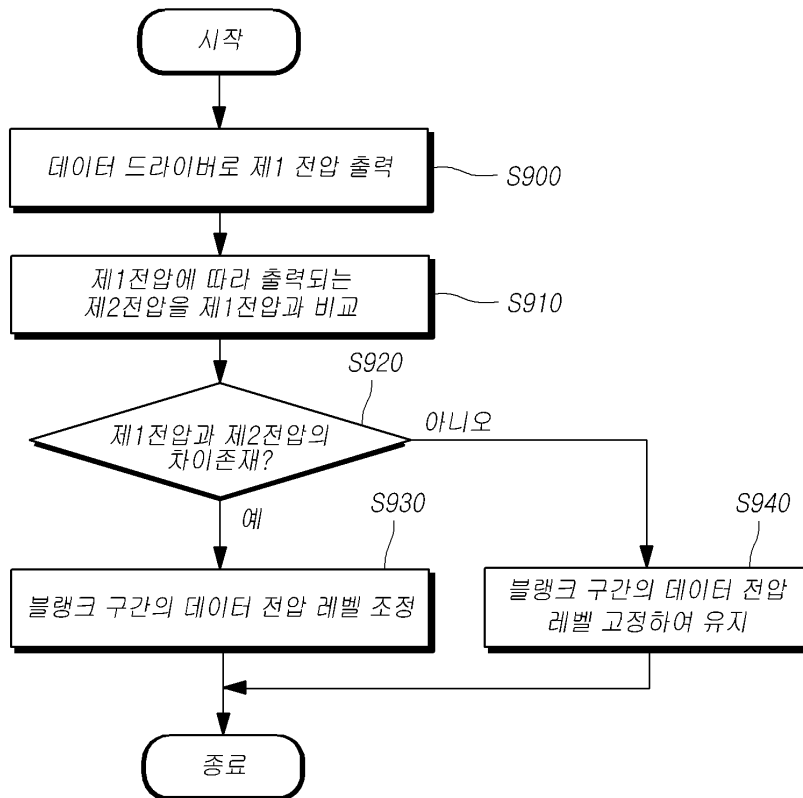 시작
데이터 드라이버로 제1 전압 출력
S900
제1전압에 따라 출력되는
제2전압을 제1전압과 비교
S910
S920
제1전압과 제2전압의
차이존재?
아니오
예
S930
블랭크 구간의 데이터 전압 레벨 조정
S940
블랭크 구간의 데이터 전압
레벨 고정하여 유지
종료